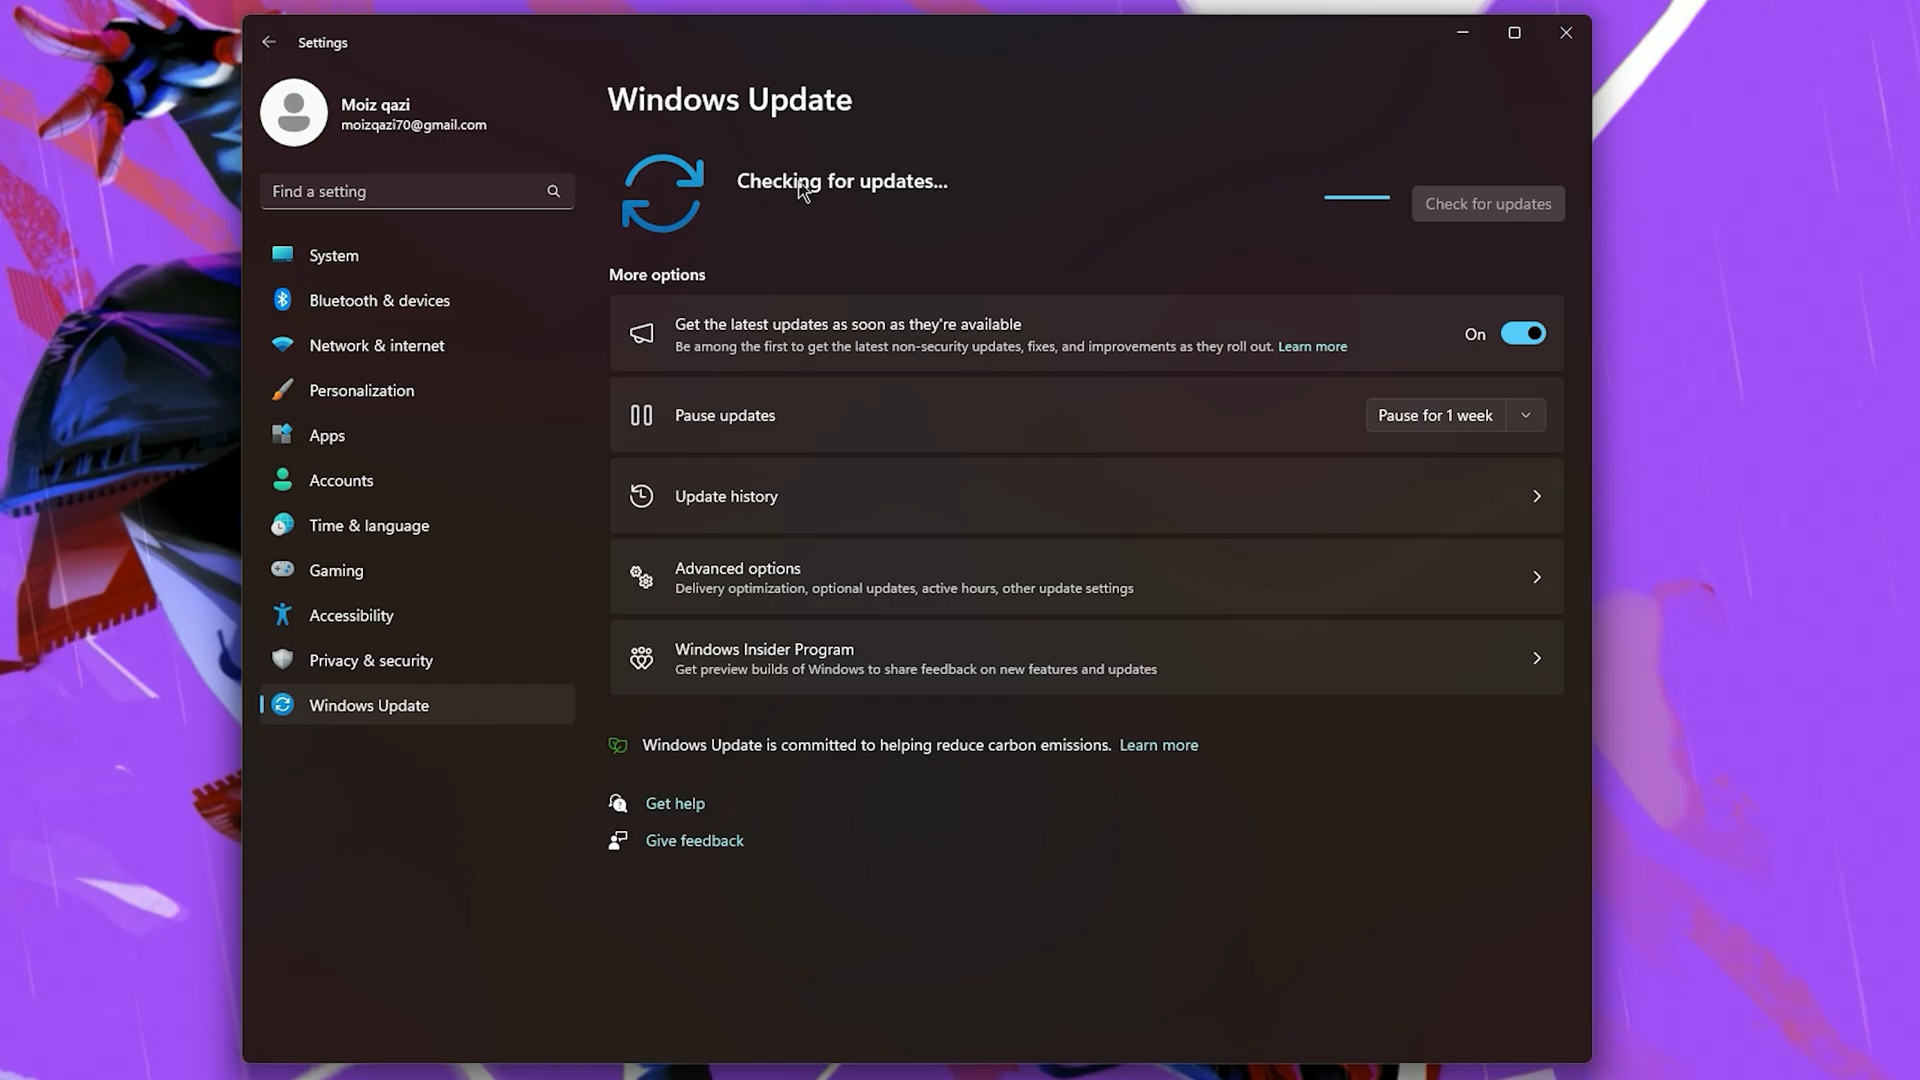 Settings
Moiz qazi
moizqazi70@gmail.com
Find a setting
System
Bluetooth & devices
Network & internet
Personalization
Apps
Accounts
Time & language
Gaming
Accessibility
Privacy & security
Windows Update
Windows Update
Checking for updates...
Check for updates
More options
Get the latest updates as soon as they're available
Be among the first to get the latest non-security updates, fixes, and improvements as they roll out. Learn more
On
Pause updates
Pause for 1 week
Update history
Advanced options
Delivery optimization, optional updates, active hours, other update settings
Windows Insider Program
Get preview builds of Windows to share feedback on new features and updates
Windows Update is committed to helping reduce carbon emissions. Learn more
Get help
Give feedback